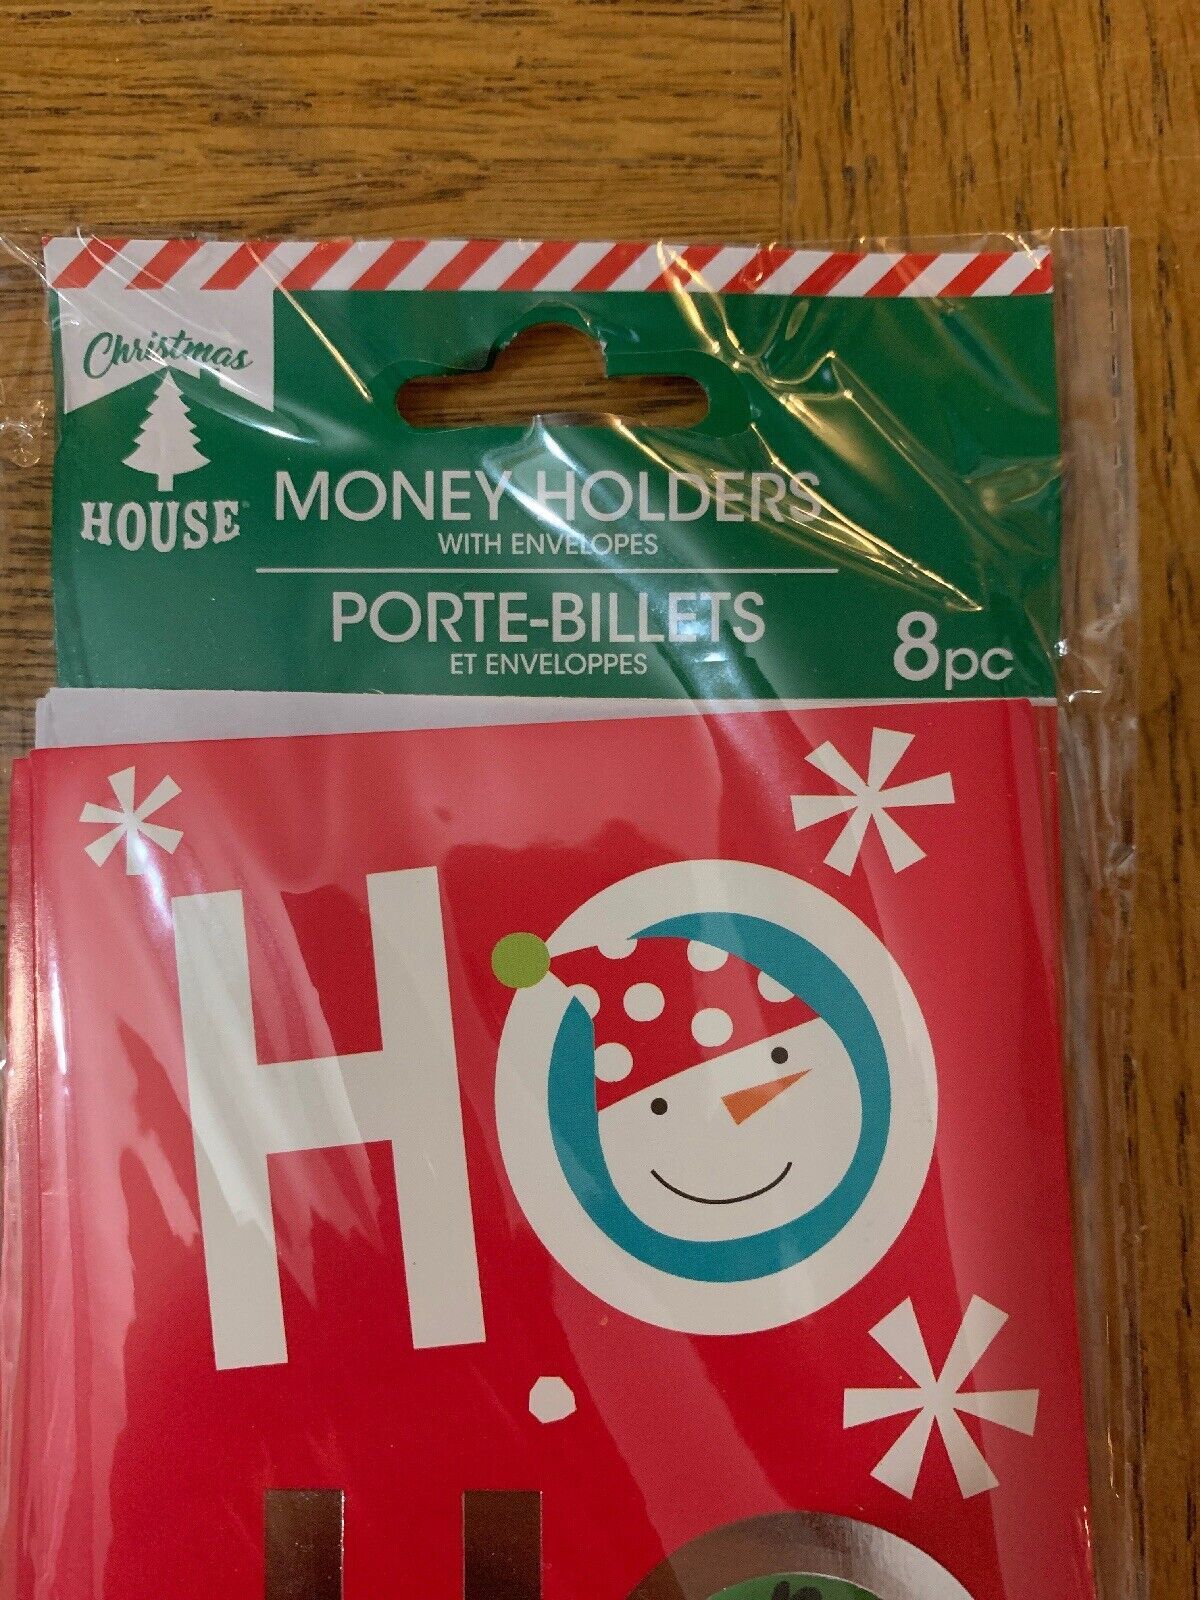 Christmas
HOUSE
MONEY HOLDERS
WITH ENVELOPES
PORTE-BILLETS
ET ENVELOPPES
8pc
HO